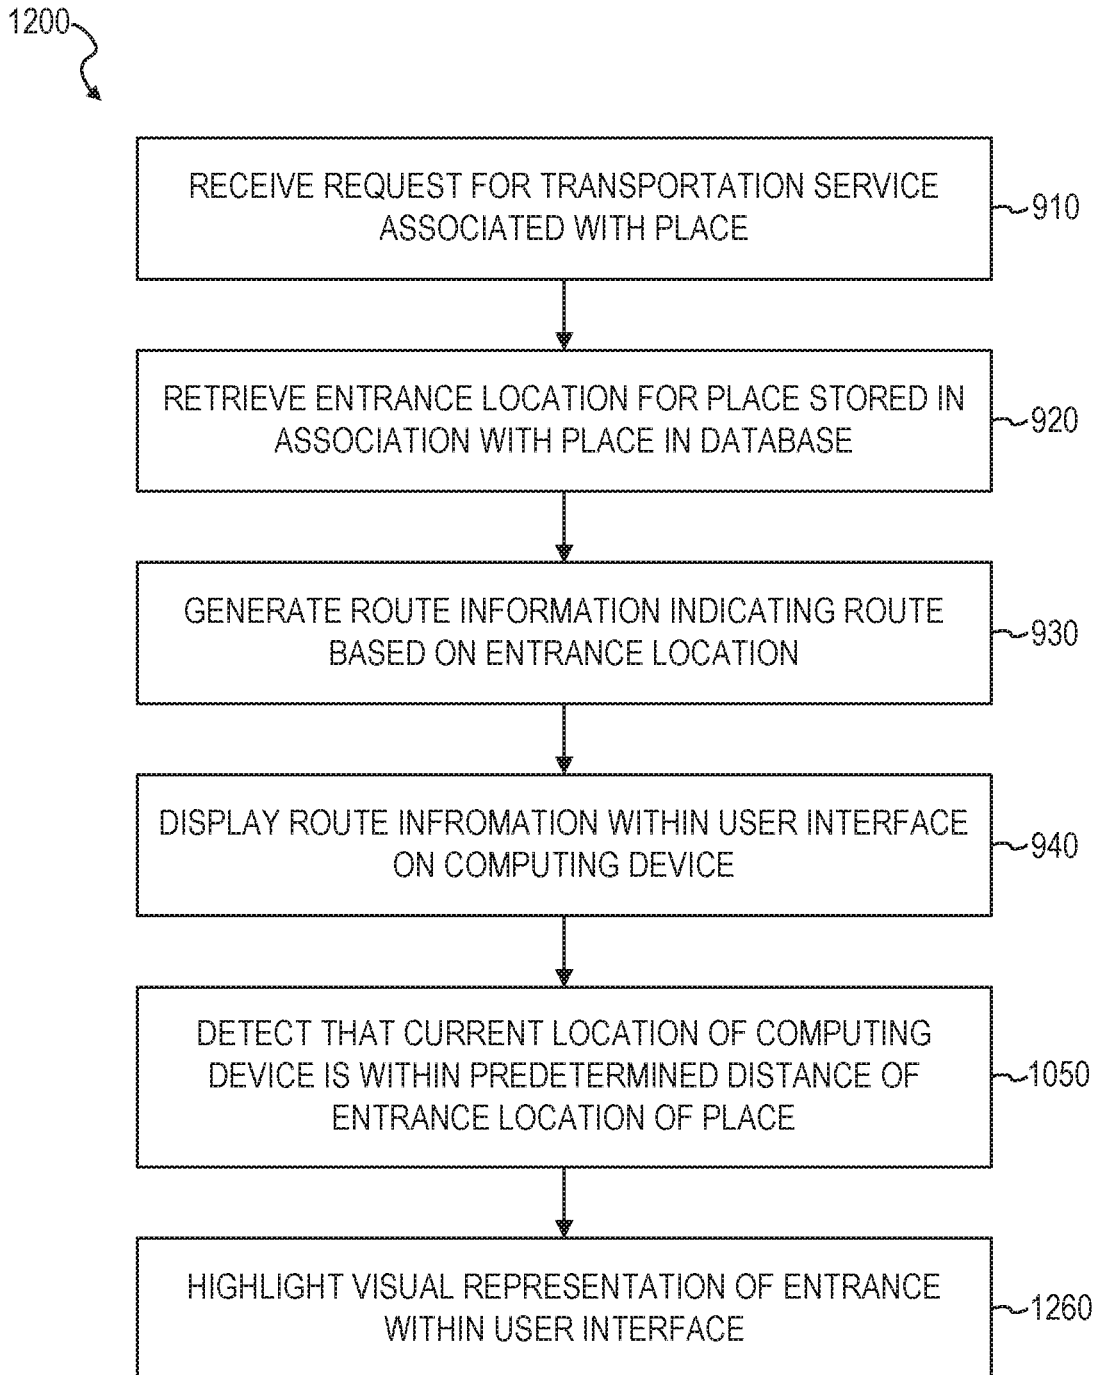 1200
RECEIVE REQUEST FOR TRANSPORTATION SERVICE
ASSOCIATED WITH PLACE
910
RETRIEVE ENTRANCE LOCATION FOR PLACE STORED IN
ASSOCIATION WITH PLACE IN DATABASE
920
GENERATE ROUTE INFORMATION INDICATING ROUTE
BASED ON ENTRANCE LOCATION
930
DISPLAY ROUTE INFROMATION WITHIN USER INTERFACE
ON COMPUTING DEVICE
940
DETECT THAT CURRENT LOCATION OF COMPUTING
DEVICE IS WITHIN PREDETERMINED DISTANCE OF
ENTRANCE LOCATION OF PLACE
1050
HIGHLIGHT VISUAL REPRESENTATION OF ENTRANCE
WITHIN USER INTERFACE
1260